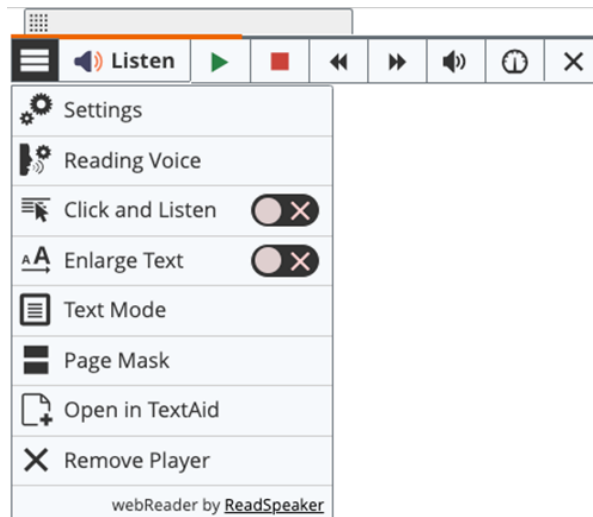 Listen
Settings
Reading Voice
Click and Listen
Enlarge Text
Text Mode
Page Mask
Open in TextAid
Remove Player
webReader by ReadSpeaker